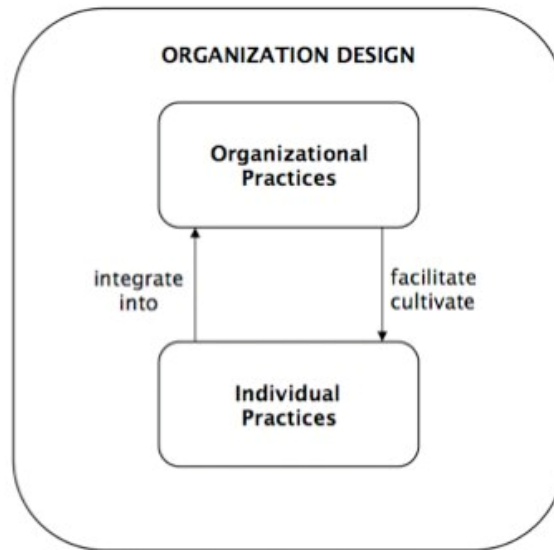 ORGANIZATION DESIGN
Organizational
Practices
integrate
into
facilitate
cultivate
Individual
Practices